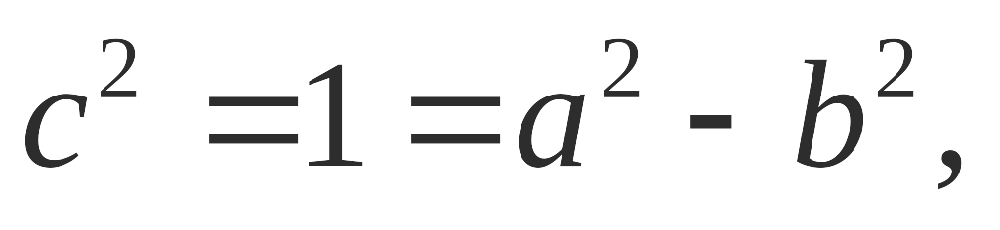 c² =1 =a² - b²,